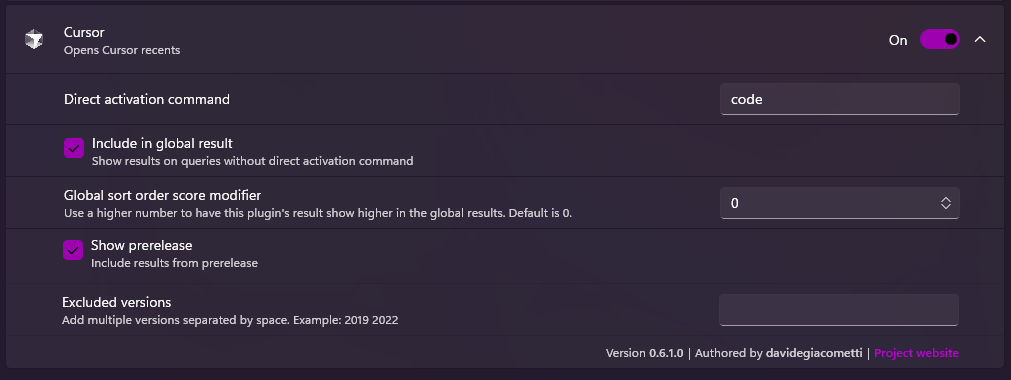 Cursor
Opens Cursor recents
On
Direct activation command
code
Include in global result
Show results on queries without direct activation command
Global sort order score modifier
Use a higher number to have this plugin's result show higher in the global results. Default is 0.
0
Show prerelease
Include results from prerelease
Excluded versions
Add multiple versions separated by space. Example: 2019 2022
Version 0.6.1.0 | Authored by davidegiacometti | Project website